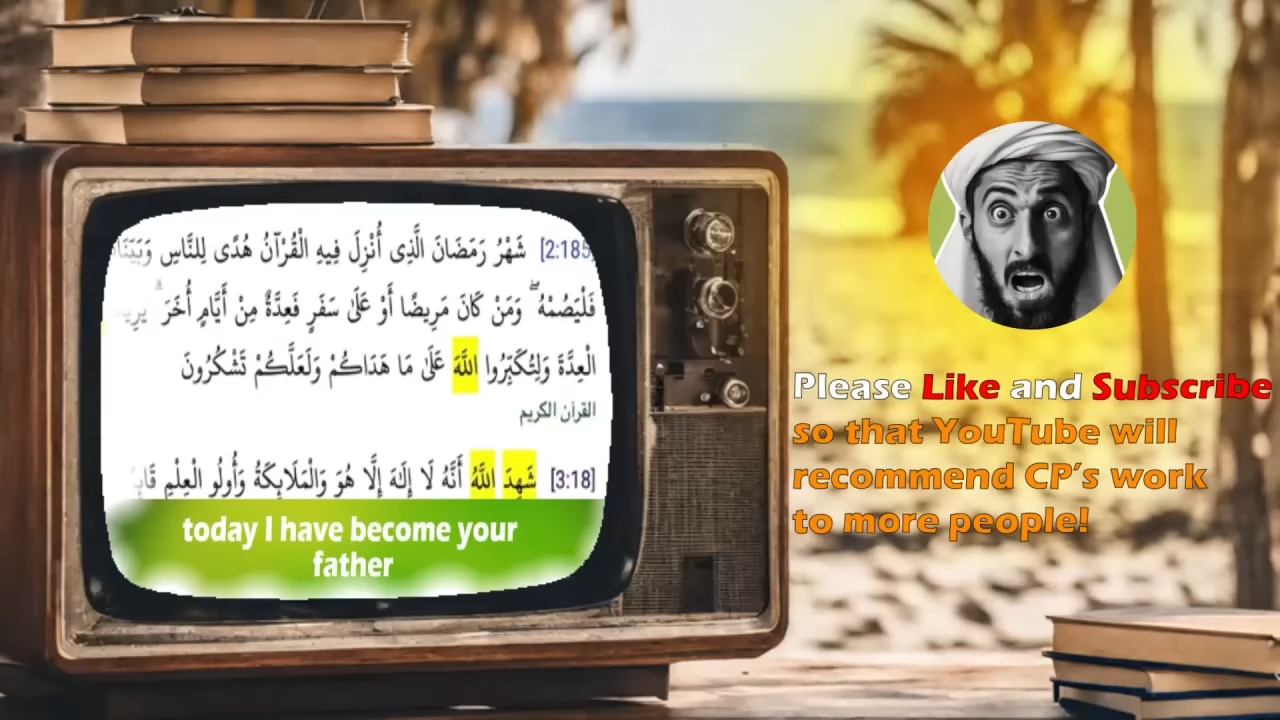 [2:185] شَهْرُ رَمَضَانَ الَّذِى أُنْزِلَ فِيهِ الْقُرْآنُ هُدًى لِلنَّاسِ
فَلْيَصُمْهُ ۖ وَمَنْ كَانَ مَرِيضًا أَوْ عَلَىٰ سَفَرٍ فَعِدَّةٌ مِنْ أَيَّامٍ أُخَرَ ۗ
الْعِدَّةَ وَلِتُكَبِّرُوا اللَّهَ عَلَىٰ مَا هَدَاكُمْ وَلَعَلَّكُمْ تَشْكُرُونَ
القرآن الكريم
[3:18] شَهِدَ اللَّهُ أَنَّهُ لَا إِلَٰهَ إِلَّا هُوَ وَالْمَلَائِكَةُ وَأُولُو الْعِلْمِ
today I have become your
father
Please Like and Subscribe
so that YouTube will
recommend CP's work
to more people!